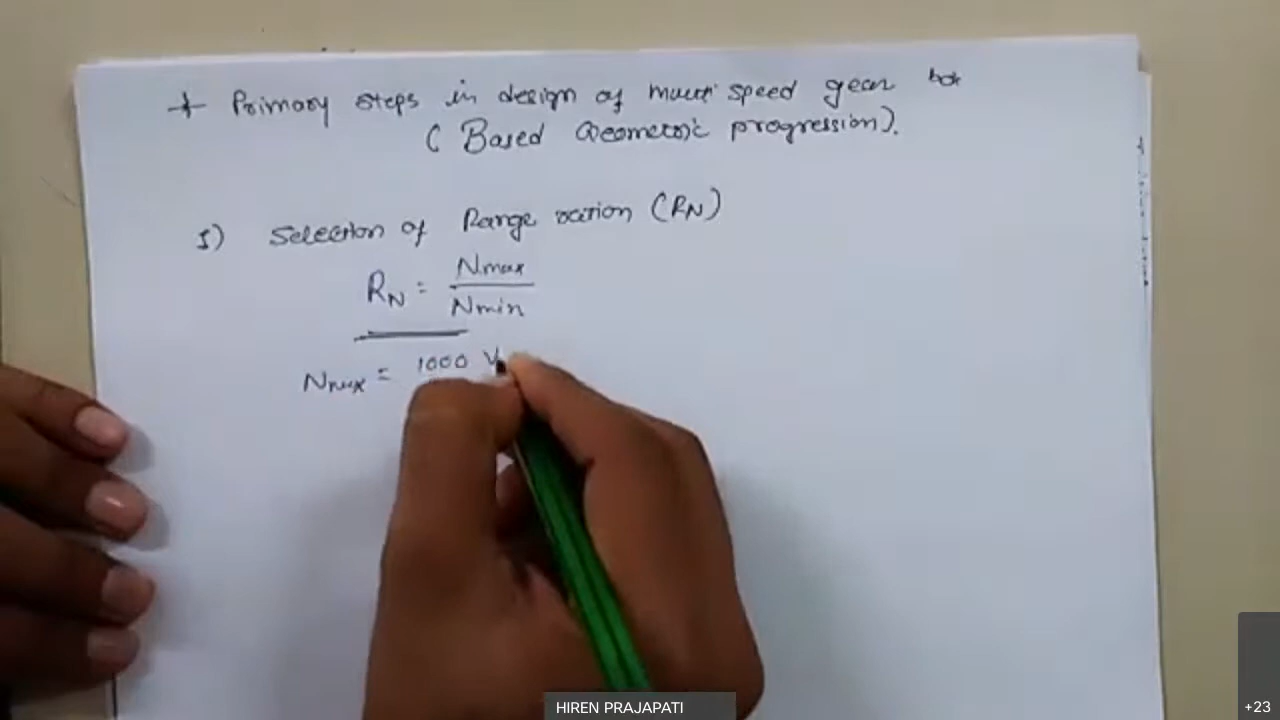 * Primary steps in design of multi speed gear box
( Based Geometric progression).
1) Selection of Range ration (RN)
RN = Nmax / Nmin
Nmax = 1000 V
HIREN PRAJAPATI
+23